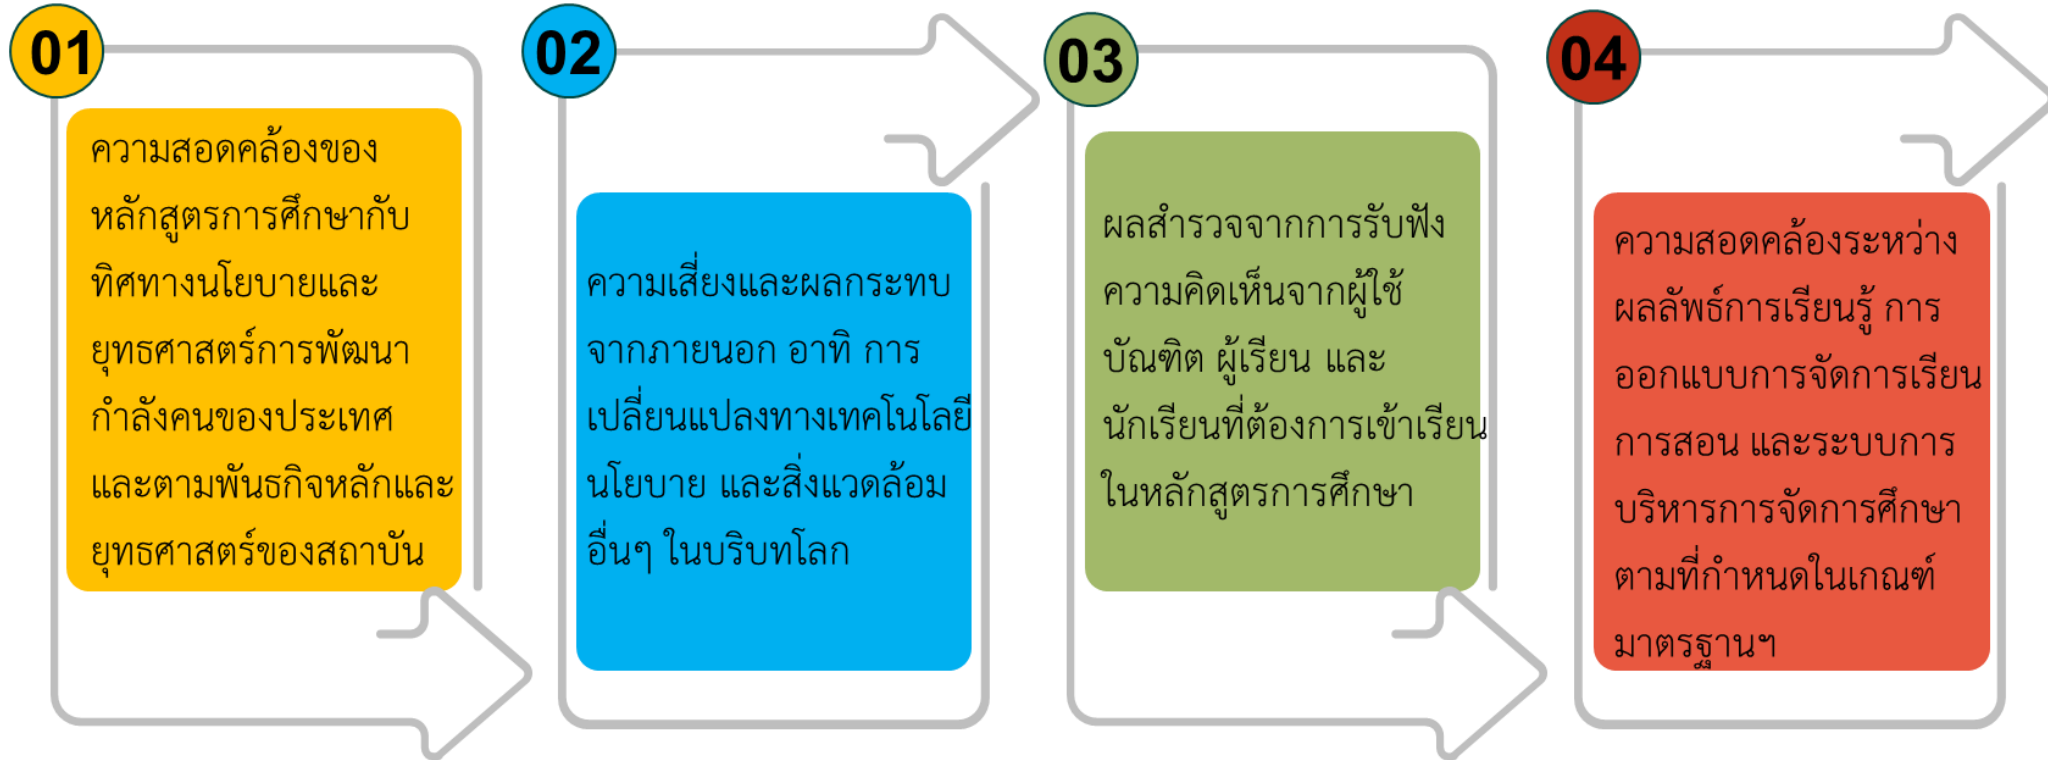 01
ความสอดคล้องของ
หลักสูตรการศึกษากับ
ทิศทางนโยบายและ
ยุทธศาสตร์การพัฒนา
กำลังคนของประเทศ
และตามพันธกิจหลักและ
ยุทธศาสตร์ของสถาบัน
02
ความเสี่ยงและผลกระทบ
จากภายนอก อาทิ การ
เปลี่ยนแปลงทางเทคโนโลยี
นโยบาย และสิ่งแวดล้อม
อื่นๆ ในบริบทโลก
03
ผลสำรวจจากการรับฟัง
ความคิดเห็นจากผู้ใช้
บัณฑิต ผู้เรียน และ
นักเรียนที่ต้องการเข้าเรียน
ในหลักสูตรการศึกษา
04
ความสอดคล้องระหว่าง
ผลลัพธ์การเรียนรู้ การ
ออกแบบการจัดการเรียน
การสอน และระบบการ
บริหารการจัดการศึกษา
ตามที่กำหนดในเกณฑ์
มาตรฐานฯ